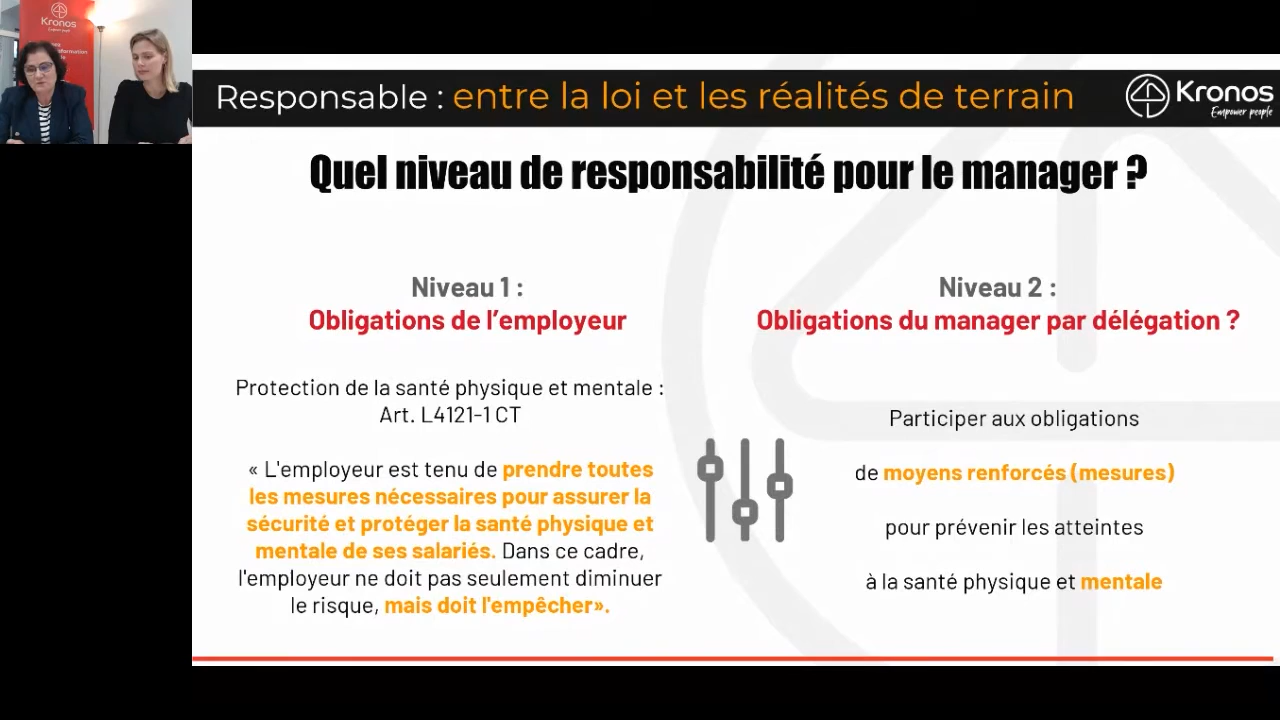 Kronos
Responsable : entre la loi et les réalités de terrain
Kronos
Empower people
Quel niveau de responsabilité pour le manager ?
Niveau 1 :
Obligations de l’employeur
Protection de la santé physique et mentale :
Art. L4121-1 CT
« L'employeur est tenu de prendre toutes
les mesures nécessaires pour assurer la
sécurité et protéger la santé physique et
mentale de ses salariés. Dans ce cadre,
l'employeur ne doit pas seulement diminuer
le risque, mais doit l'empêcher».
Niveau 2 :
Obligations du manager par délégation ?
Participer aux obligations
de moyens renforcés (mesures)
pour prévenir les atteintes
à la santé physique et mentale